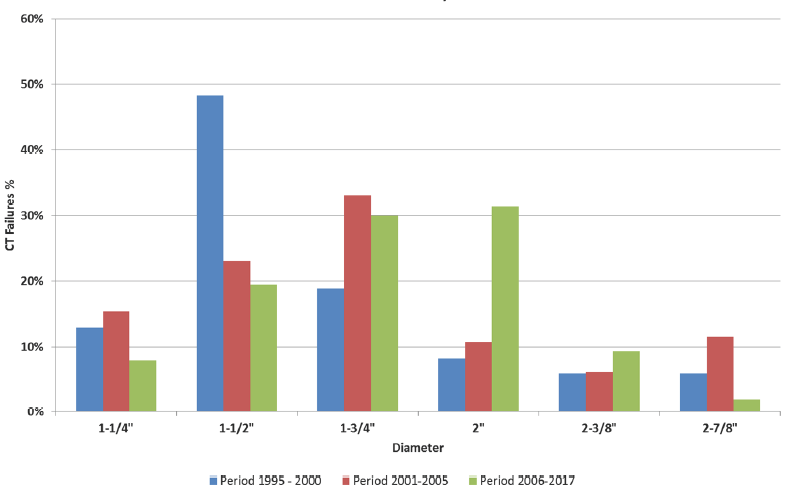 60%
50%
40%
30%
20%
10%
0%
CT Failures %
1-1/4" 1-1/2" 1-3/4" 2" 2-3/8" 2-7/8"
Diameter
Period 1995 - 2000 Period 2001-2005 Period 2006-2017